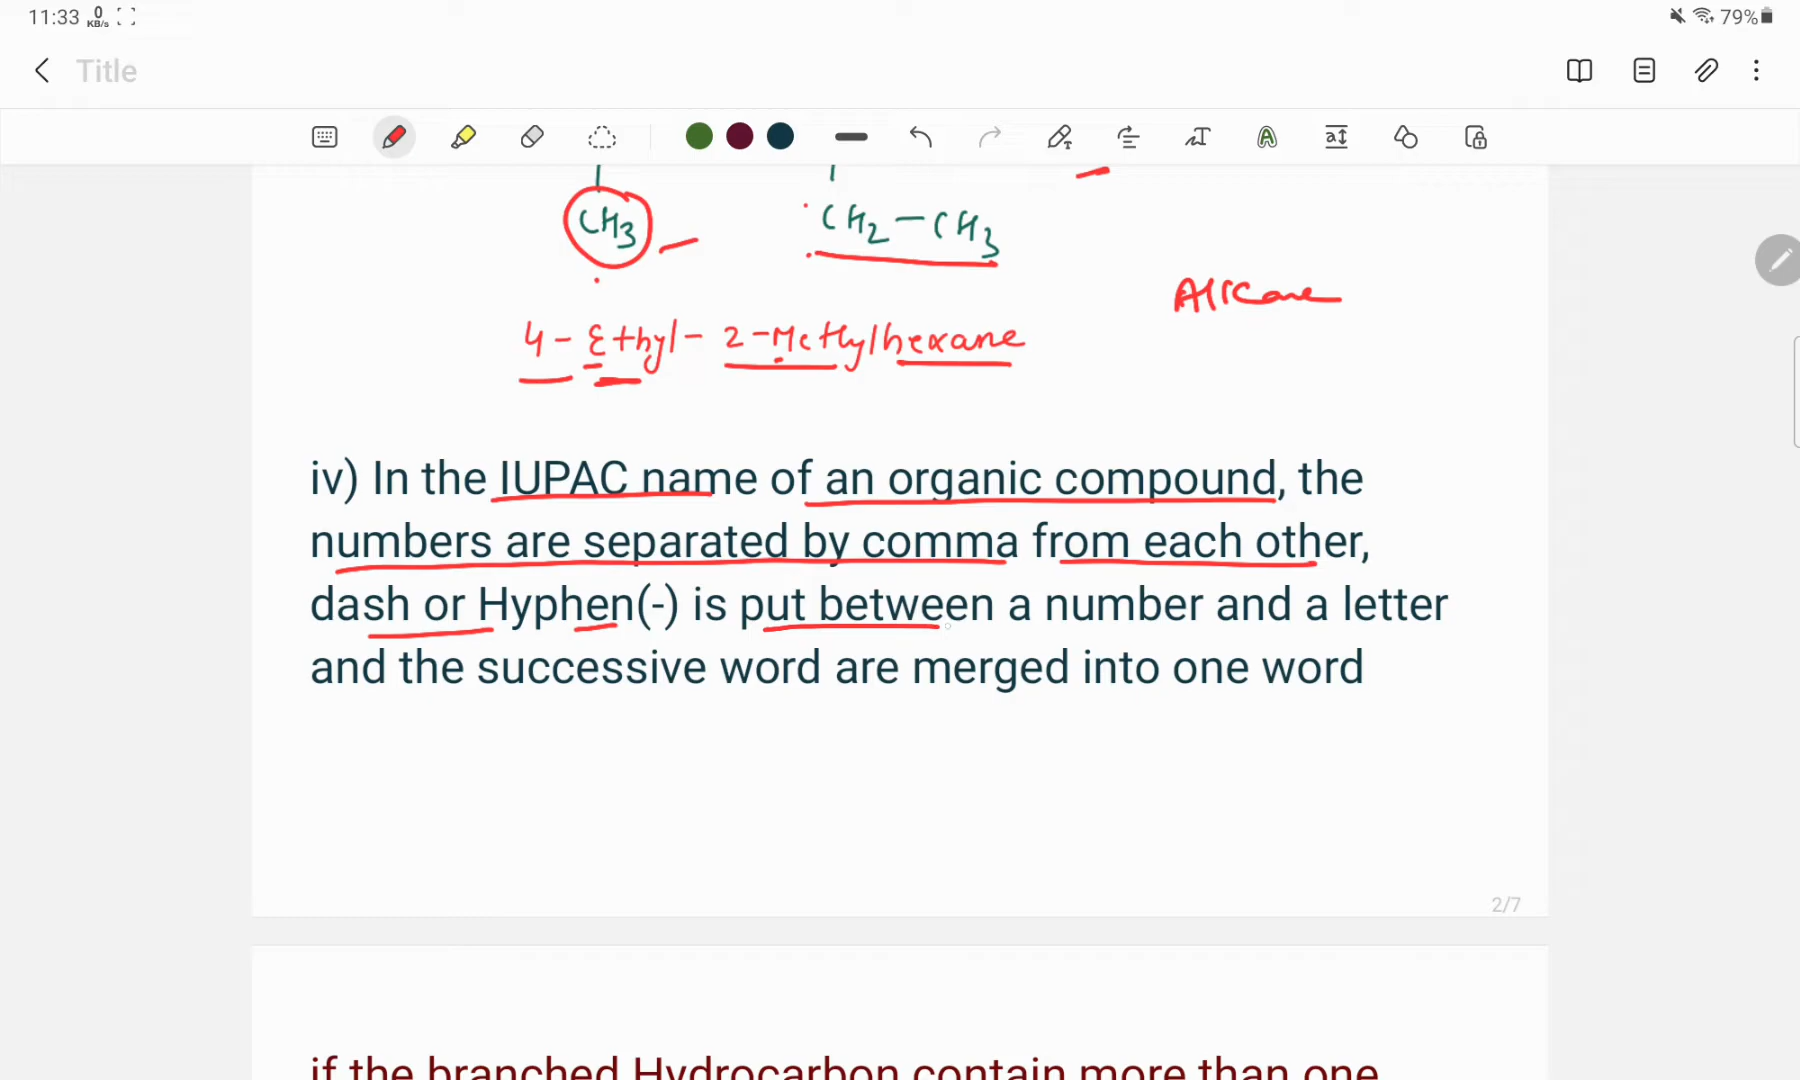 11:33 0 KB/s 79%
Title
CH3 CH2-CH3
Alkane
4-Ethyl-2-Methylhexane
iv) In the IUPAC name of an organic compound, the
numbers are separated by comma from each other,
dash or Hyphen(-) is put between a number and a letter
and the successive word are merged into one word
2/7
if the branched Hydrocarbon contain more than one